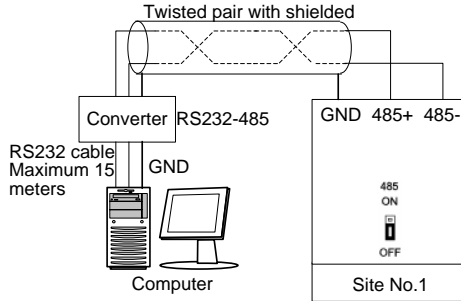 Twisted pair with shielded
Converter RS232-485
GND 485+ 485-
RS232 cable
Maximum 15
meters
GND
485
ON
OFF
Computer
Site No.1